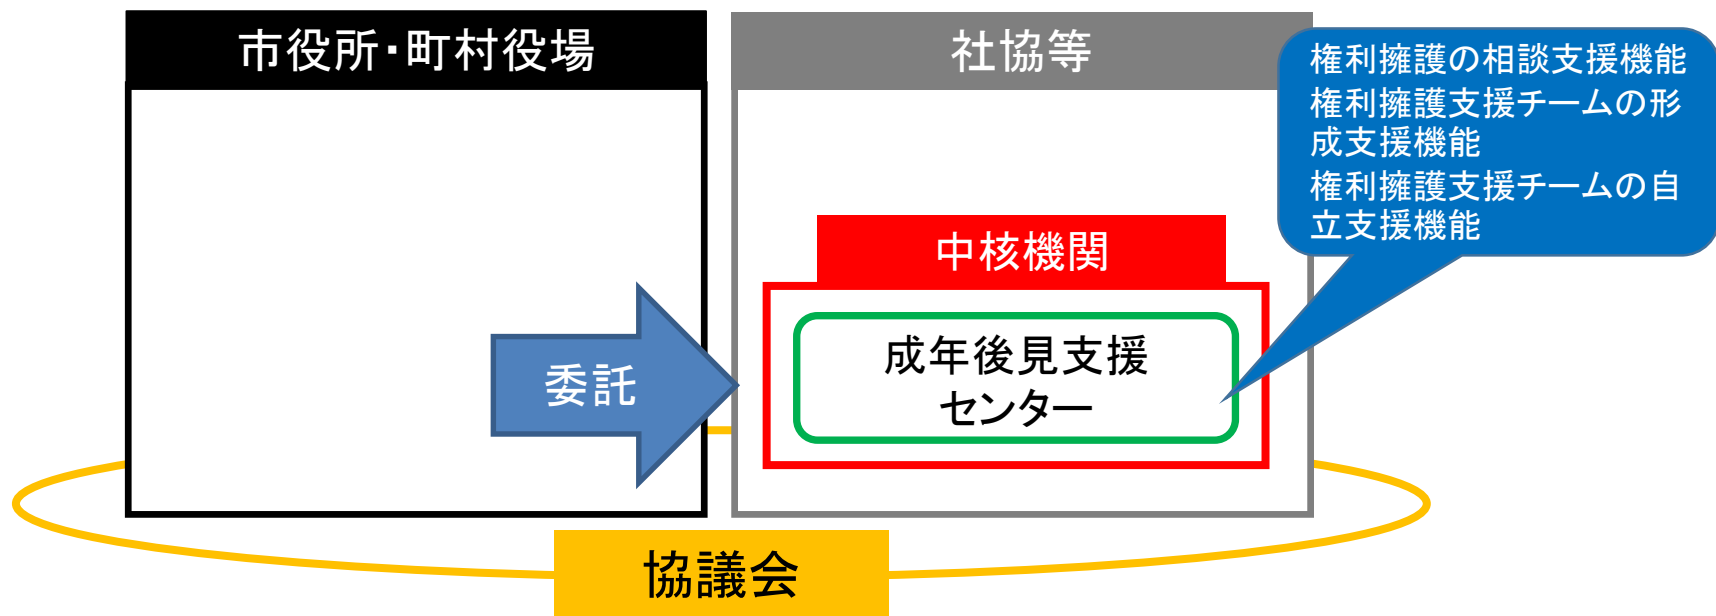 市役所・町村役場
社協等
権利擁護の相談支援機能
権利擁護支援チームの形
成支援機能
権利擁護支援チームの自
立支援機能
中核機関
成年後見支援
センター
委託
協議会